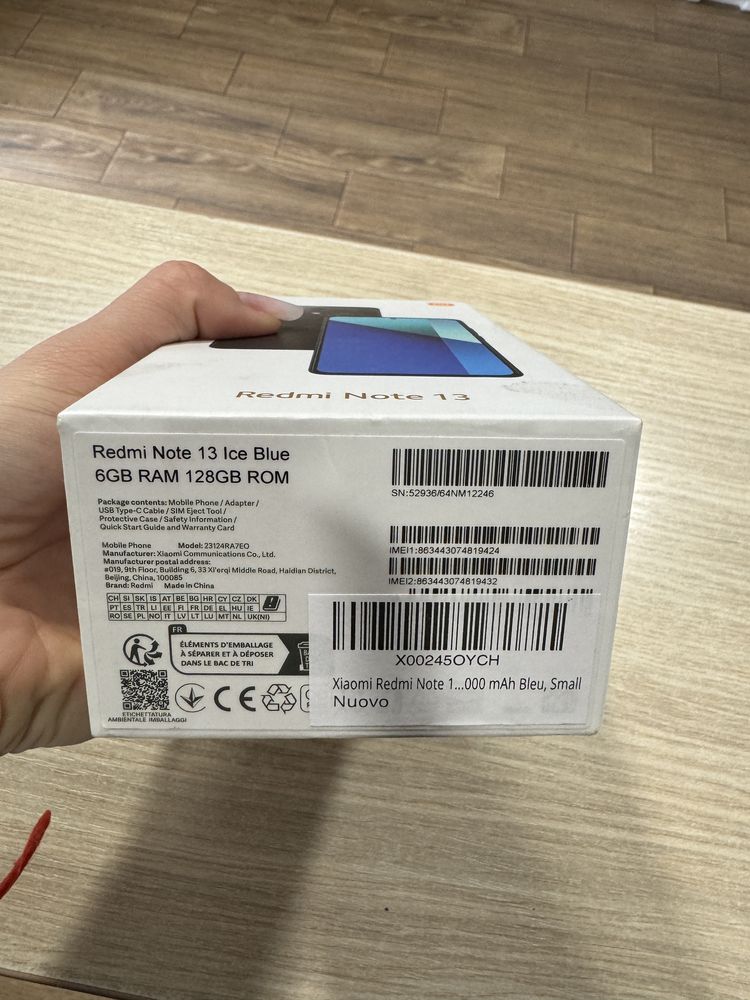 Redmi Note 13
Redmi Note 13 Ice Blue
6GB RAM 128GB ROM
Package contents: Mobile Phone / Adapter /
USB Type-C Cable / SIM Eject Tool /
Protective Case / Safety Information /
Quick Start Guide and Warranty Card
Mobile Phone Model: 23124RA7EO
Manufacturer: Xiaomi Communications Co., Ltd.
Manufacturer postal address:
#019, 9th Floor, Building 6, 33 Xi'erqi Middle Road, Haidian District,
Beijing, China, 100085
Brand: Redmi Made in China
CH SI SK IS AT BE BG HR CY CZ DK
PT ES TR LI EE FI FR DE EL HU IE
RO SE PL NO IT LV LT LU MT NL UK(NI)
FR
ÉLÉMENTS D'EMBALLAGE
À SÉPARER ET À DÉPOSER
DANS LE BAC DE TRI
ETICHETTATURA
AMBIENTALE IMBALLAGGI
CE
SN:52936/64NM12246
IMEI1:863443074819424
IMEI2:863443074819432
X00245OYCH
Xiaomi Redmi Note 1...000 mAh Bleu, Small
Nuovo